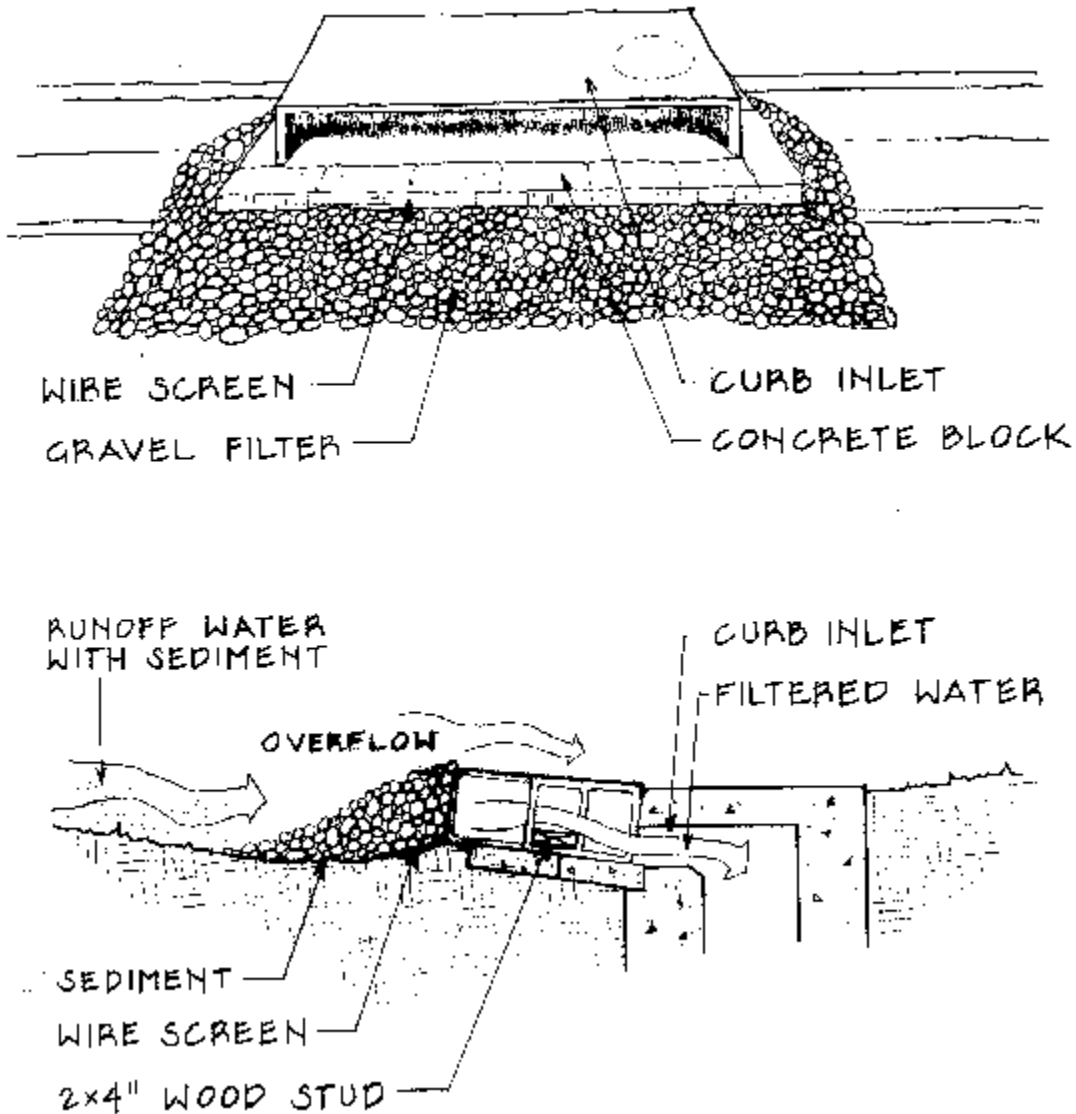 WIRE SCREEN
GRAVEL FILTER
CURB INLET
CONCRETE BLOCK
RUNOFF WATER
WITH SEDIMENT
OVERFLOW
CURB INLET
FILTERED WATER
SEDIMENT
WIRE SCREEN
2x4" WOOD STUD